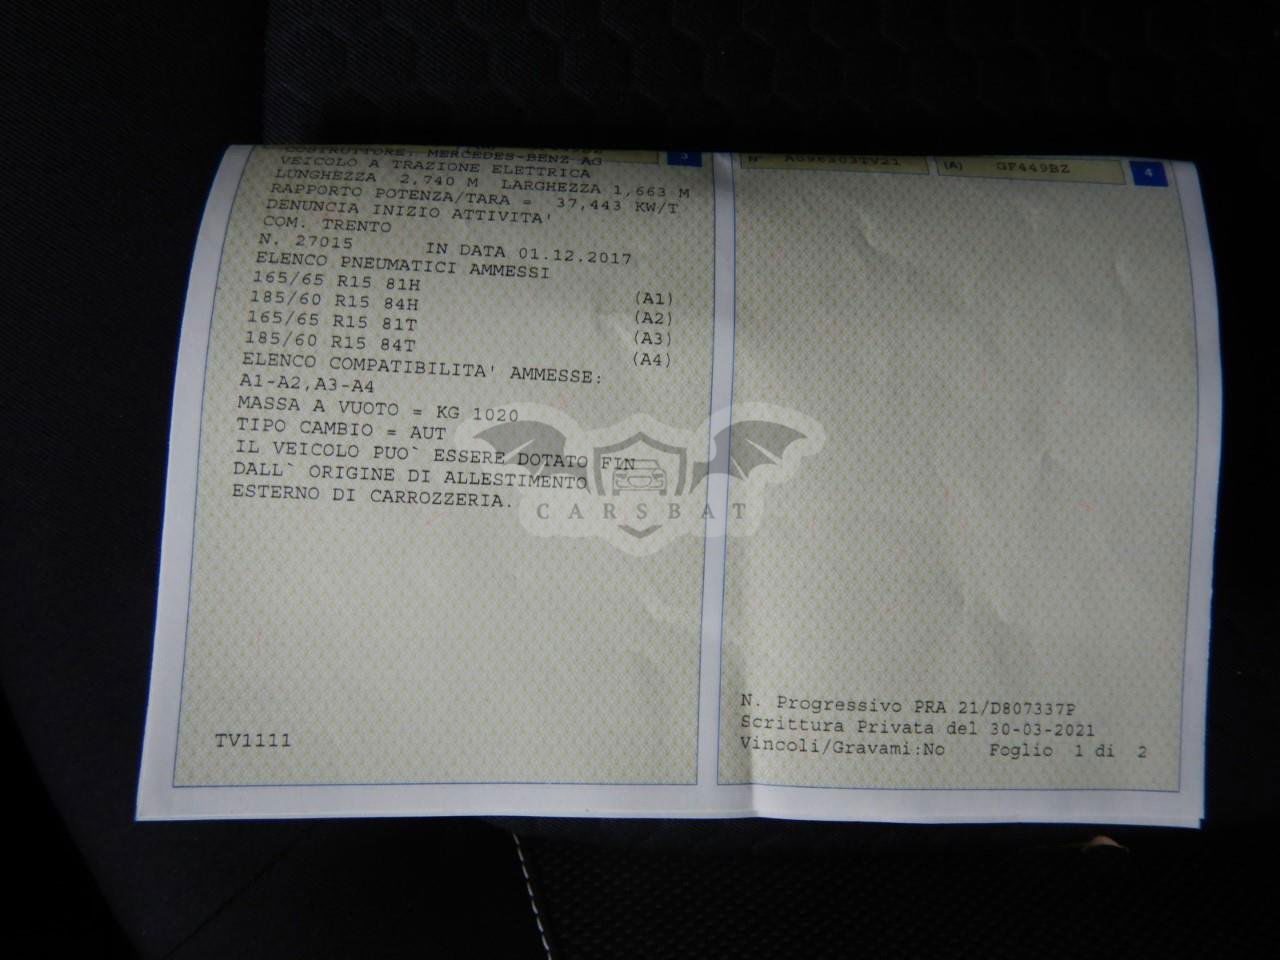 COSTRUTTORE: MERCEDES-BENZ AG
3
VEICOLO A TRAZIONE ELETTRICA
LUNGHEZZA 2,740 M LARGHEZZA 1,663 M
RAPPORTO POTENZA/TARA = 37,443 KW/T
DENUNCIA INIZIO ATTIVITA'
COM. TRENTO
N. 27015 IN DATA 01.12.2017
ELENCO PNEUMATICI AMMESSI
165/65 R15 81H (A1)
185/60 R15 84H (A2)
165/65 R15 81T (A3)
185/60 R15 84T (A4)
ELENCO COMPATIBILITA' AMMESSE:
A1-A2,A3-A4
MASSA A VUOTO = KG 1020
TIPO CAMBIO = AUT
IL VEICOLO PUO` ESSERE DOTATO FIN
DALL` ORIGINE DI ALLESTIMENTO
ESTERNO DI CARROZZERIA.
TV1111
N° (A) GF449BZ 4
N. Progressivo PRA 21/D807337P
Scrittura Privata del 30-03-2021
Vincoli/Gravami:No Foglio 1 di 2
CARSBAT